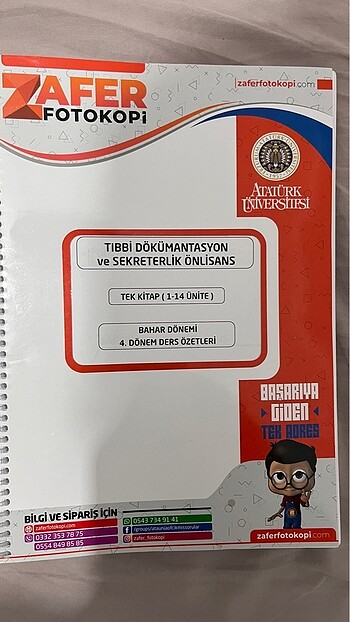 ZAFER
FOTOKOPİ
zaferfotokopi.com
ATATÜRK
ÜNİVERSİTESİ
TIBBİ DÖKÜMANTASYON
ve SEKRETERLİK ÖNLİSANS
TEK KİTAP ( 1-14 ÜNİTE )
BAHAR DÖNEMİ
4. DÖNEM DERS ÖZETLERİ
BAŞARIYA
GİDEN
TEK ADRES
BİLGİ VE SİPARİŞ İÇİN
zaferfotokopi.com
0332 353 78 75
0554 849 85 85
0543 734 91 41
zafer_fotokopi
zaferfotokopi.com